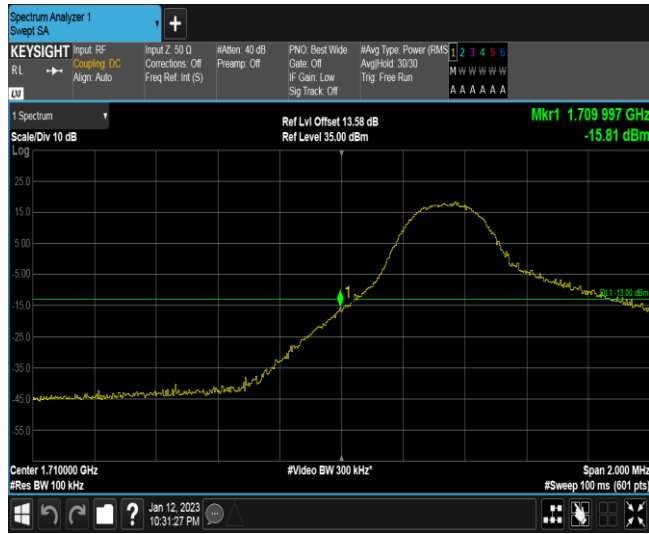 Spectrum Analyzer 1
Swept SA
+
KEYSIGHT
RL
LXI
Input: RF
Coupling: DC
Align: Auto
Input Z: 50 Ω
Corrections: Off
Freq Ref: Int (S)
#Atten: 40 dB
Preamp: Off
PNO: Best Wide
Gate: Off
IF Gain: Low
Sig Track: Off
#Avg Type: Power (RMS
Avg|Hold: 30/30
Trig: Free Run
1 2 3 4 5 6
M W W W W W
A A A A A A
1 Spectrum
Scale/Div 10 dB
Ref Lvl Offset 13.58 dB
Ref Level 35.00 dBm
Mkr1 1.709 997 GHz
-15.81 dBm
Log
25.0
15.0
5.00
-5.00
-15.0
-25.0
-35.0
-45.0
-55.0
1
DL1 -13.00 dBm
Center 1.710000 GHz
#Video BW 300 kHz*
Span 2.000 MHz
#Res BW 100 kHz
#Sweep 100 ms (601 pts)
?
Jan 12, 2023
10:31:27 PM